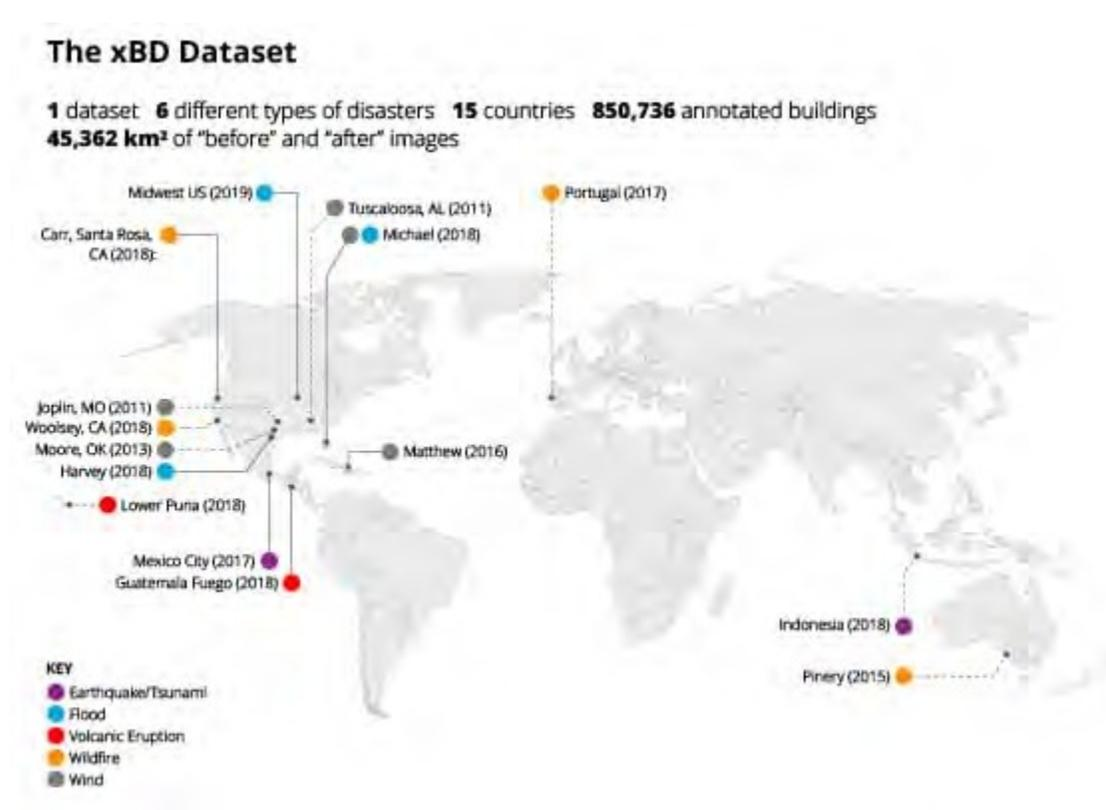 The xBD Dataset
1 dataset 6 different types of disasters 15 countries 850,736 annotated buildings
45,362 km² of “before” and “after” images
Midwest US (2019)
Portugal (2017)
Tuscaloosa, AL (2011)
Carr, Santa Rosa,
CA (2018):
Michael (2018)
Joplin, MO (2011)
Woolsey, CA (2018)
Moore, OK (2013)
Matthew (2016)
Harvey (2018)
Lower Puna (2018)
Mexico City (2017)
Guatemala Fuego (2018)
Indonesia (2018)
Pinery (2015)
KEY
Earthquake/Tsunami
Flood
Volcanic Eruption
Wildfire
Wind